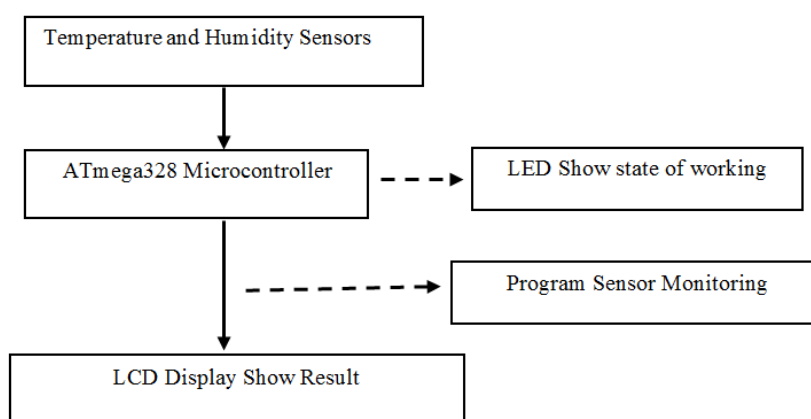 Temperature and Humidity Sensors
ATmega328 Microcontroller
LED Show state of working
Program Sensor Monitoring
LCD Display Show Result